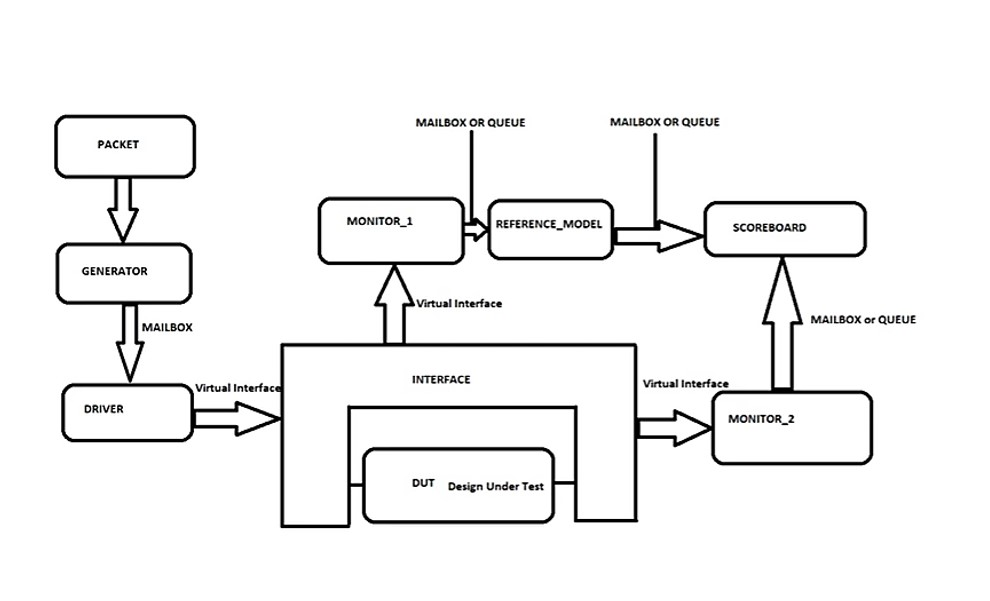 MAILBOX OR QUEUE
MAILBOX OR QUEUE
PACKET
MONITOR_1
REFERENCE_MODEL
SCOREBOARD
GENERATOR
Virtual Interface
MAILBOX
MAILBOX or QUEUE
Virtual Interface
INTERFACE
Virtual Interface
DRIVER
MONITOR_2
DUT Design Under Test